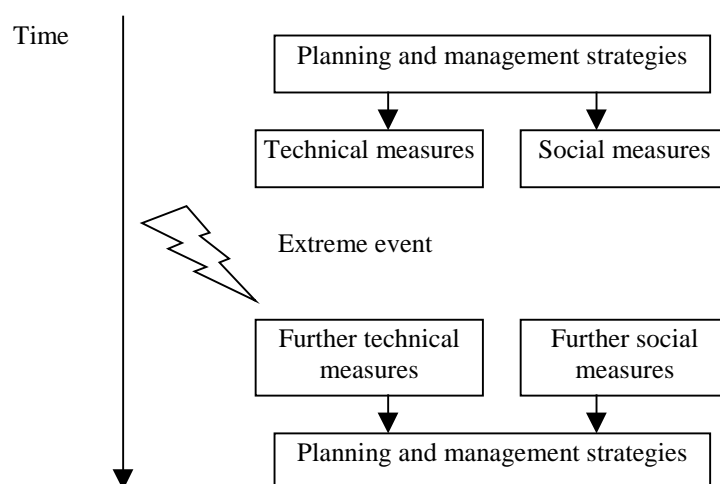 Time
Planning and management strategies
Technical measures
Social measures
Extreme event
Further technical
measures
Further social
measures
Planning and management strategies